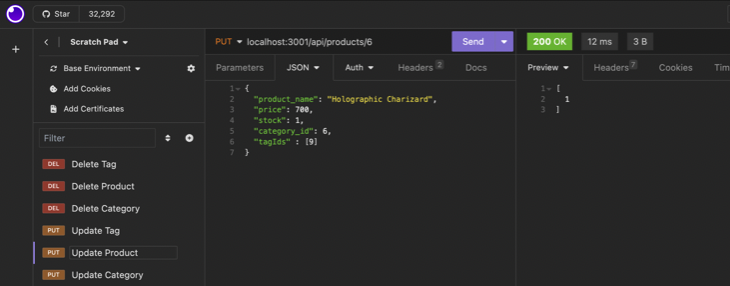 Star 32,292
Scratch Pad
Base Environment
Add Cookies
Add Certificates
Filter
DEL Delete Tag
DEL Delete Product
DEL Delete Category
PUT Update Tag
PUT Update Product
PUT Update Category
PUT localhost:3001/api/products/6 Send
Parameters JSON Auth Headers 2 Docs
1 {
2 "product_name": "Holographic Charizard",
3 "price": 700,
4 "stock": 1,
5 "category_id": 6,
6 "tagIds" : [9]
7 }
200 OK 12 ms 3 B
Preview Headers 7 Cookies Tim
1 [
2 1
3 ]